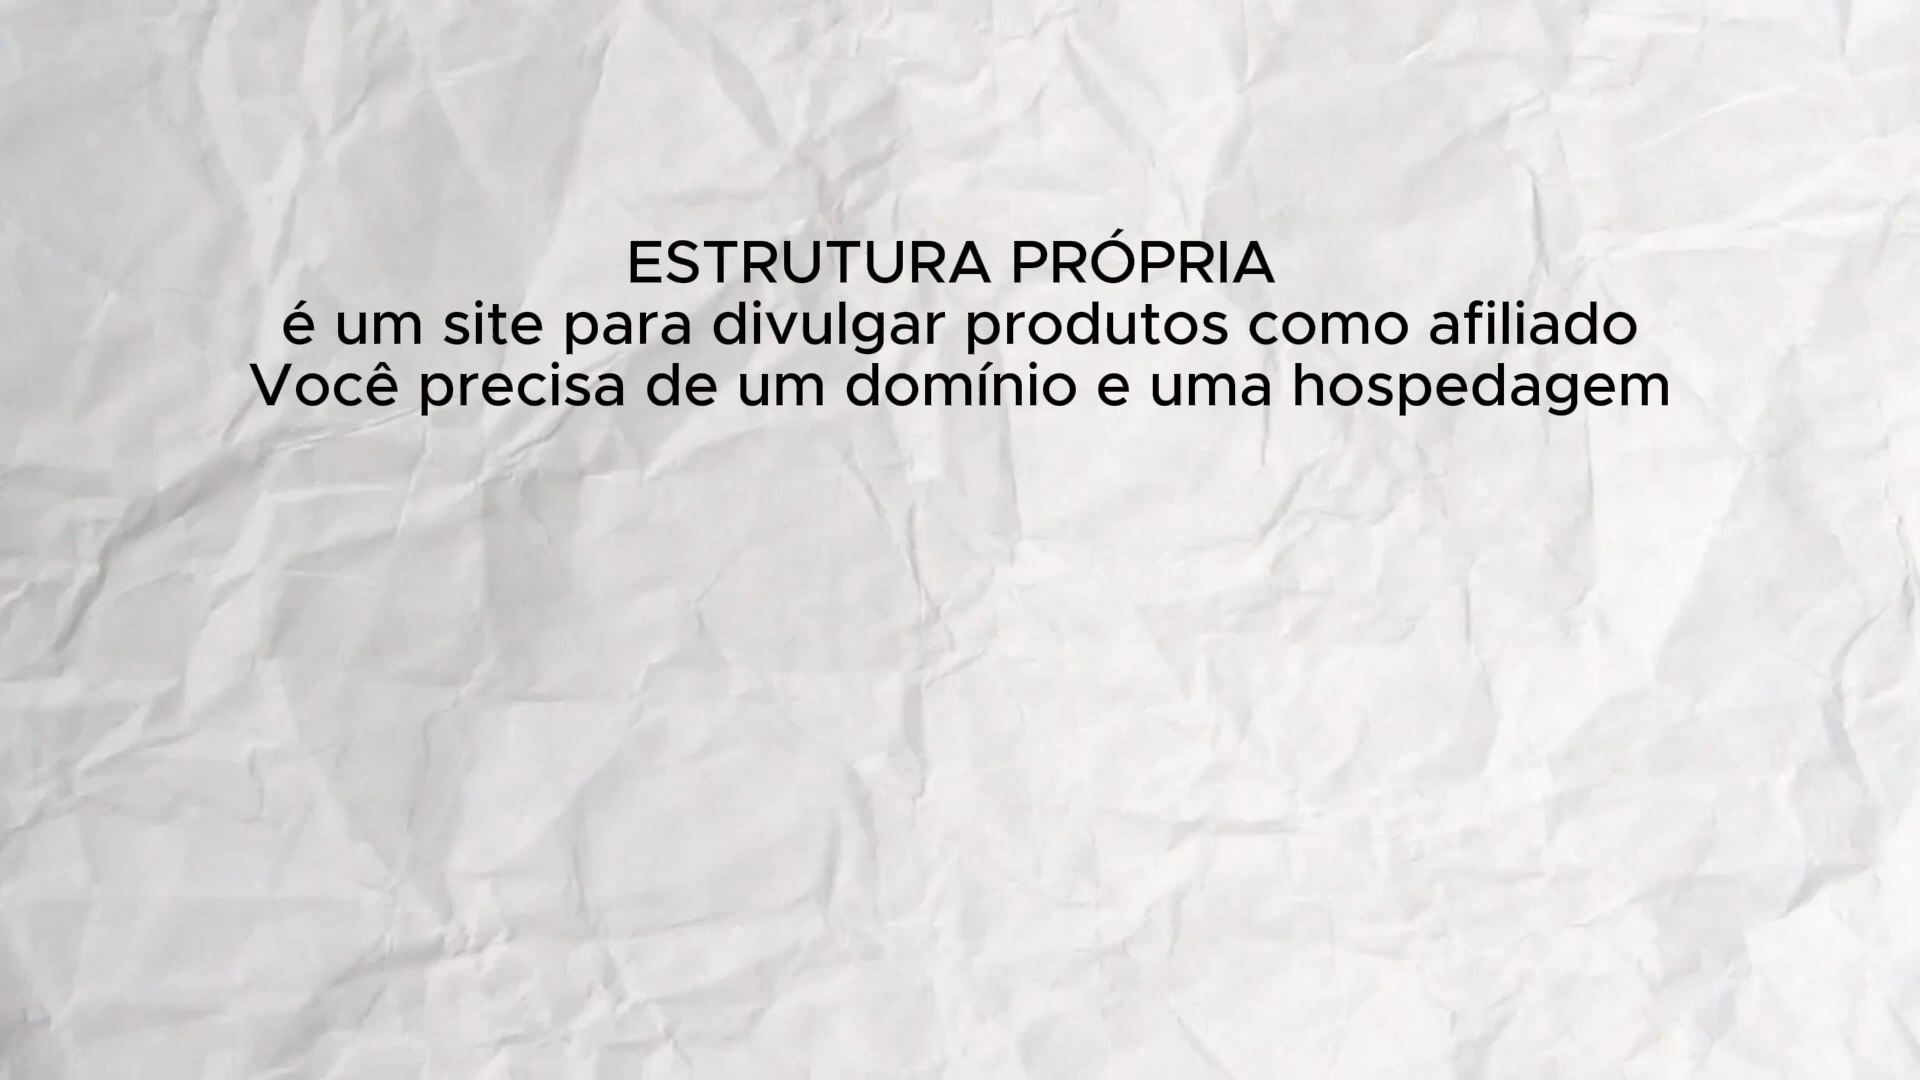 ESTRUTURA PRÓPRIA
é um site para divulgar produtos como afiliado
Você precisa de um domínio e uma hospedagem